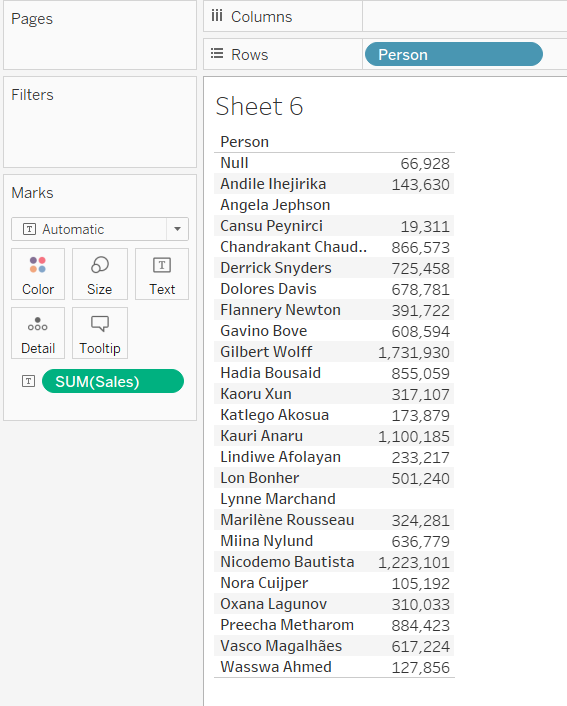 Pages
Columns
Rows
Person
Filters
Marks
Automatic
Color
Size
Text
Detail
Tooltip
SUM(Sales)
Sheet 6
Person
Null 66,928
Andile Ihejirika 143,630
Angela Jephson
Cansu Peynirci 19,311
Chandrakant Chaud.. 866,573
Derrick Snyders 725,458
Dolores Davis 678,781
Flannery Newton 391,722
Gavino Bove 608,594
Gilbert Wolff 1,731,930
Hadia Bousaid 855,059
Kaoru Xun 317,107
Katlego Akosua 173,879
Kauri Anaru 1,100,185
Lindiwe Afolayan 233,217
Lon Bonher 501,240
Lynne Marchand
Marilène Rousseau 324,281
Miina Nylund 636,779
Nicodemo Bautista 1,223,101
Nora Cuijper 105,192
Oxana Lagunov 310,033
Preecha Metharom 884,423
Vasco Magalhães 617,224
Wasswa Ahmed 127,856